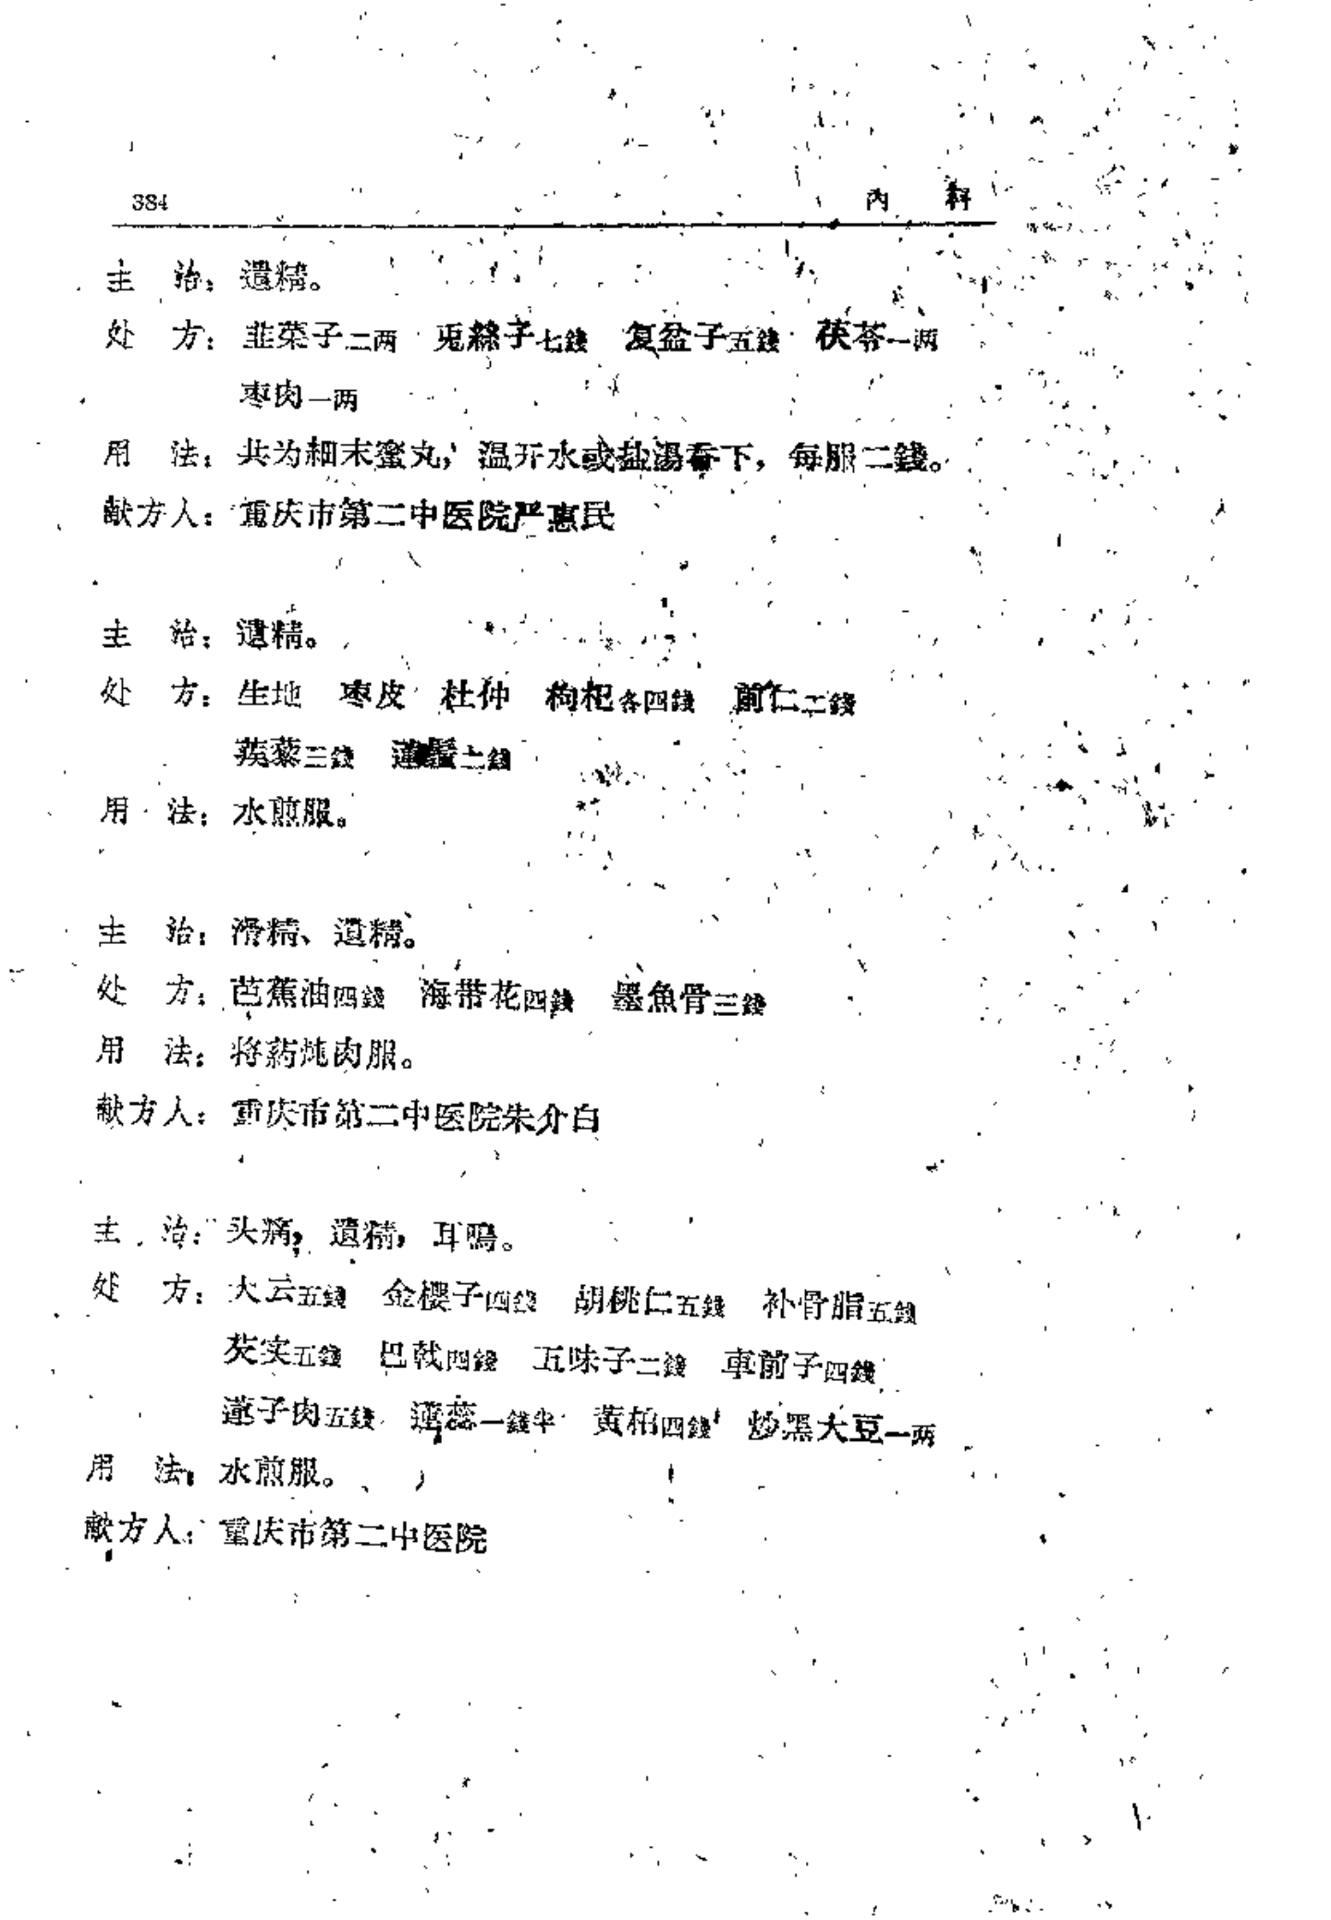 384 內 科
主 治：遺精。
处 方：韭菜子二两 兎絲子七錢 复盆子五錢 茯苓一两
枣肉一两
用 法：共为細末蜜丸，温开水或盐湯吞下，每服二錢。
献方人：重庆市第二中医院严惠民
主 治：遺精。
处 方：生地 枣皮 杜仲 枸杞各四錢 前仁二錢
蒺藜三錢 蓮鬚二錢
用 法：水煎服。
主 治：滑精、遺精。
处 方：芭蕉油四錢 海带花四錢 墨魚骨三錢
用 法：将药炖肉服。
献方人：重庆市第二中医院朱介白
主 治：头痛，遺精，耳鳴。
处 方：大云五錢 金樱子四錢 胡桃仁五錢 补骨脂五錢
芡实五錢 巴戟四錢 五味子二錢 車前子四錢
蓮子肉五錢 蓮蕊一錢半 黃柏四錢 炒黑大豆一两
用 法：水煎服。
献方人：重庆市第二中医院